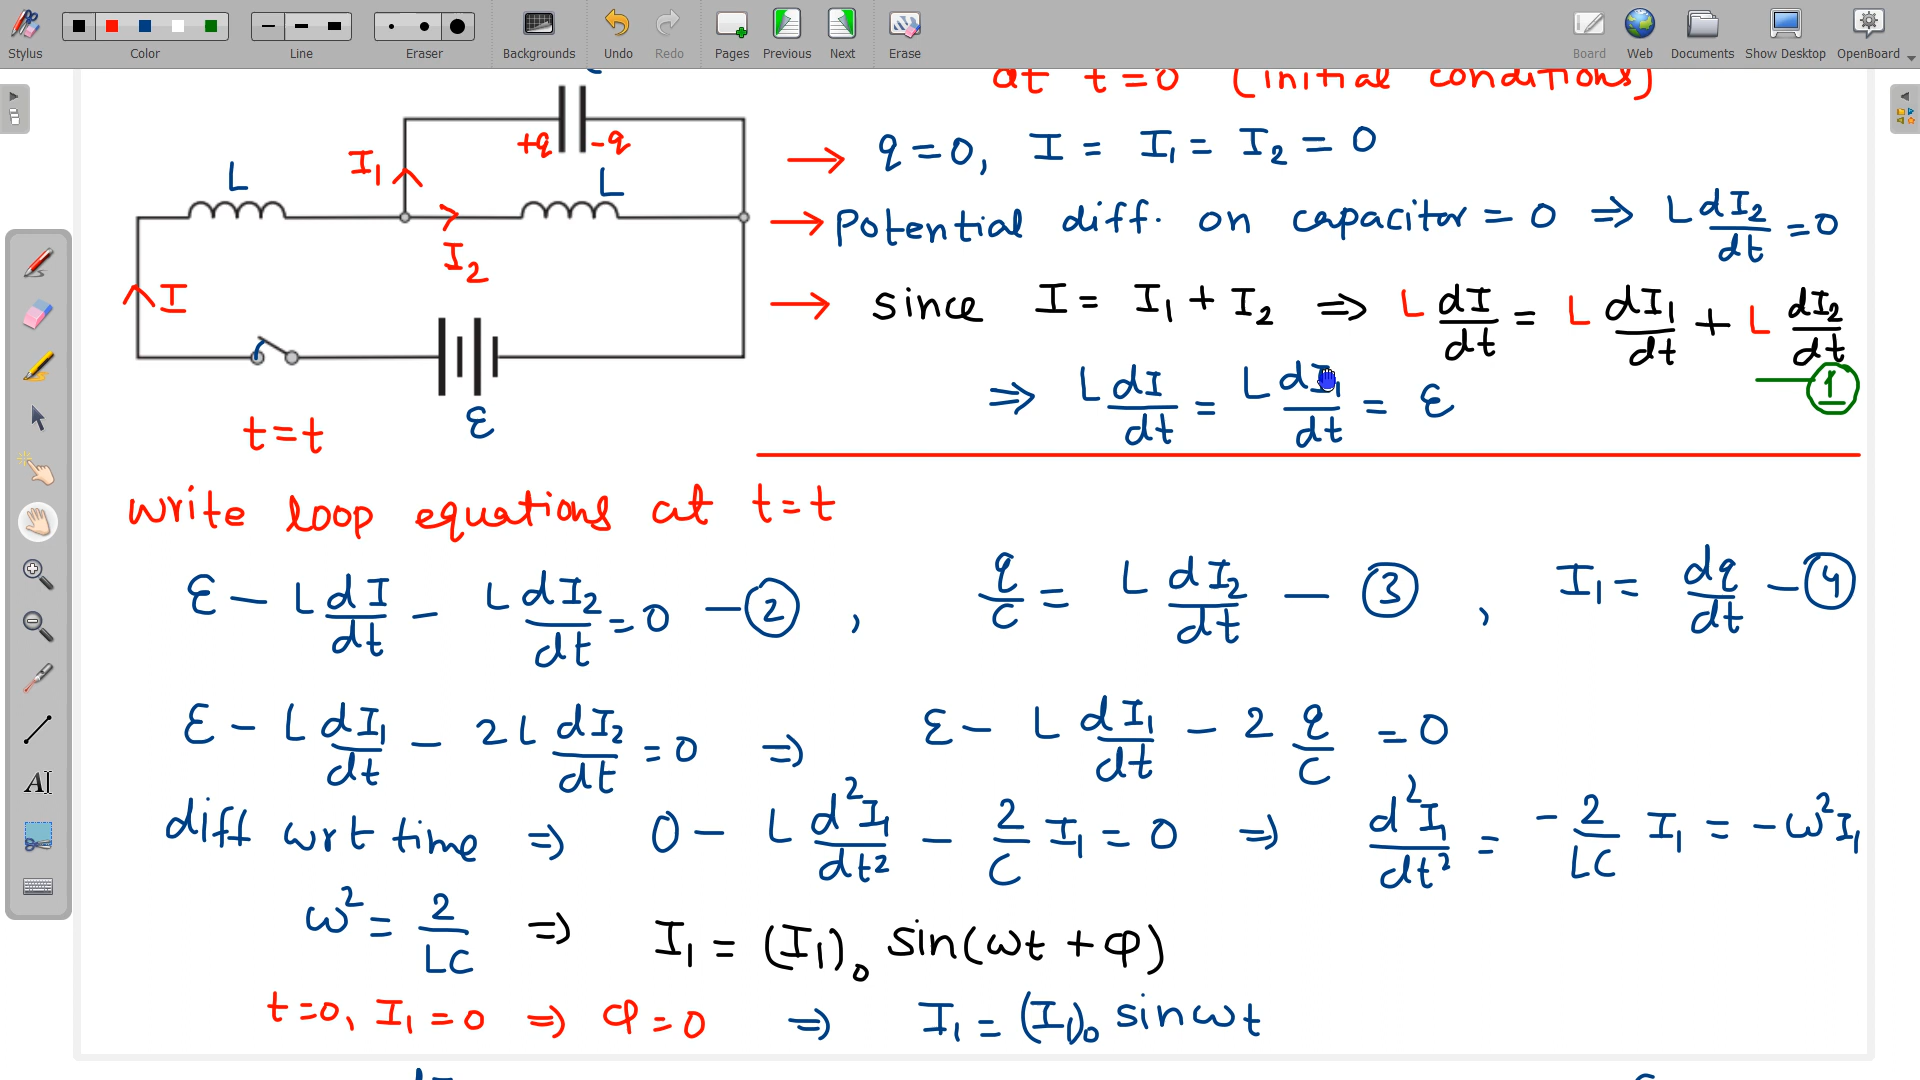 Stylus Color Line Eraser Backgrounds Undo Redo Pages Previous Next Erase Board Web Documents Show Desktop OpenBoard
at t=0 (initial conditions)
+q -q
I₁ L L
→ q=0, I = I₁ = I₂ = 0
→ Potential diff. on capacitor = 0 ⇒ L dI₂/dt = 0
I₂
I
→ since I = I₁ + I₂ ⇒ L dI/dt = L dI₁/dt + L dI₂/dt
⇒ L dI/dt = L dI₁/dt = ε — ①
t=t ε
write loop equations at t=t
ε - L dI/dt - L dI₂/dt = 0 - ②, q/C = L dI₂/dt - ③, I₁ = dq/dt - ④
ε - L dI₁/dt - 2L dI₂/dt = 0 ⇒ ε - L dI₁/dt - 2 q/C = 0
diff wrt time ⇒ 0 - L d²I₁/dt² - 2/C I₁ = 0 ⇒ d²I₁/dt² = -2/LC I₁ = -ω²I₁
ω² = 2/LC ⇒ I₁ = (I₁)₀ sin(ωt + φ)
t=0, I₁=0 ⇒ φ=0 ⇒ I₁ = (I₁)₀ sinωt